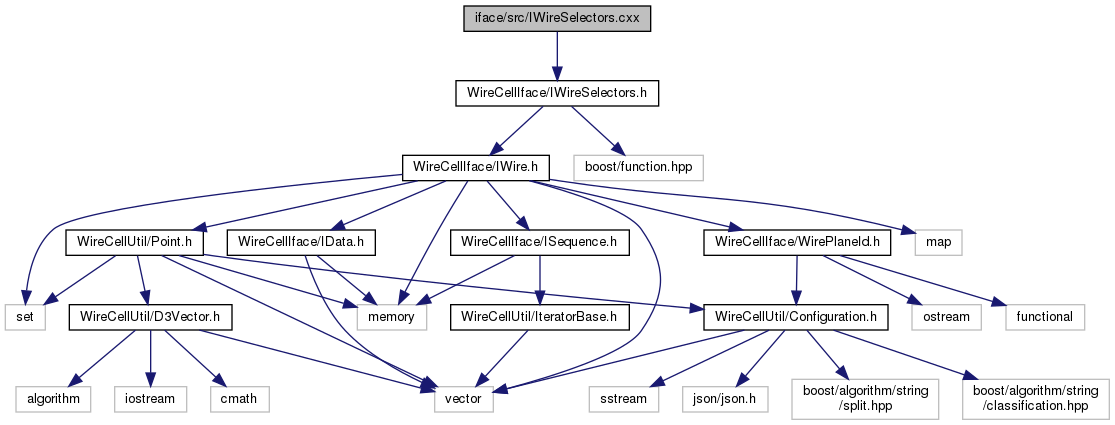 iface/src/IWireSelectors.cxx
WireCellIface/IWireSelectors.h
WireCellIface/IWire.h
boost/function.hpp
WireCellUtil/Point.h
WireCellIface/IData.h
WireCellIface/ISequence.h
WireCellIface/WirePlaneId.h
map
set
WireCellUtil/D3Vector.h
memory
WireCellUtil/IteratorBase.h
WireCellUtil/Configuration.h
ostream
functional
algorithm
iostream
cmath
vector
sstream
json/json.h
boost/algorithm/string
/split.hpp
boost/algorithm/string
/classification.hpp